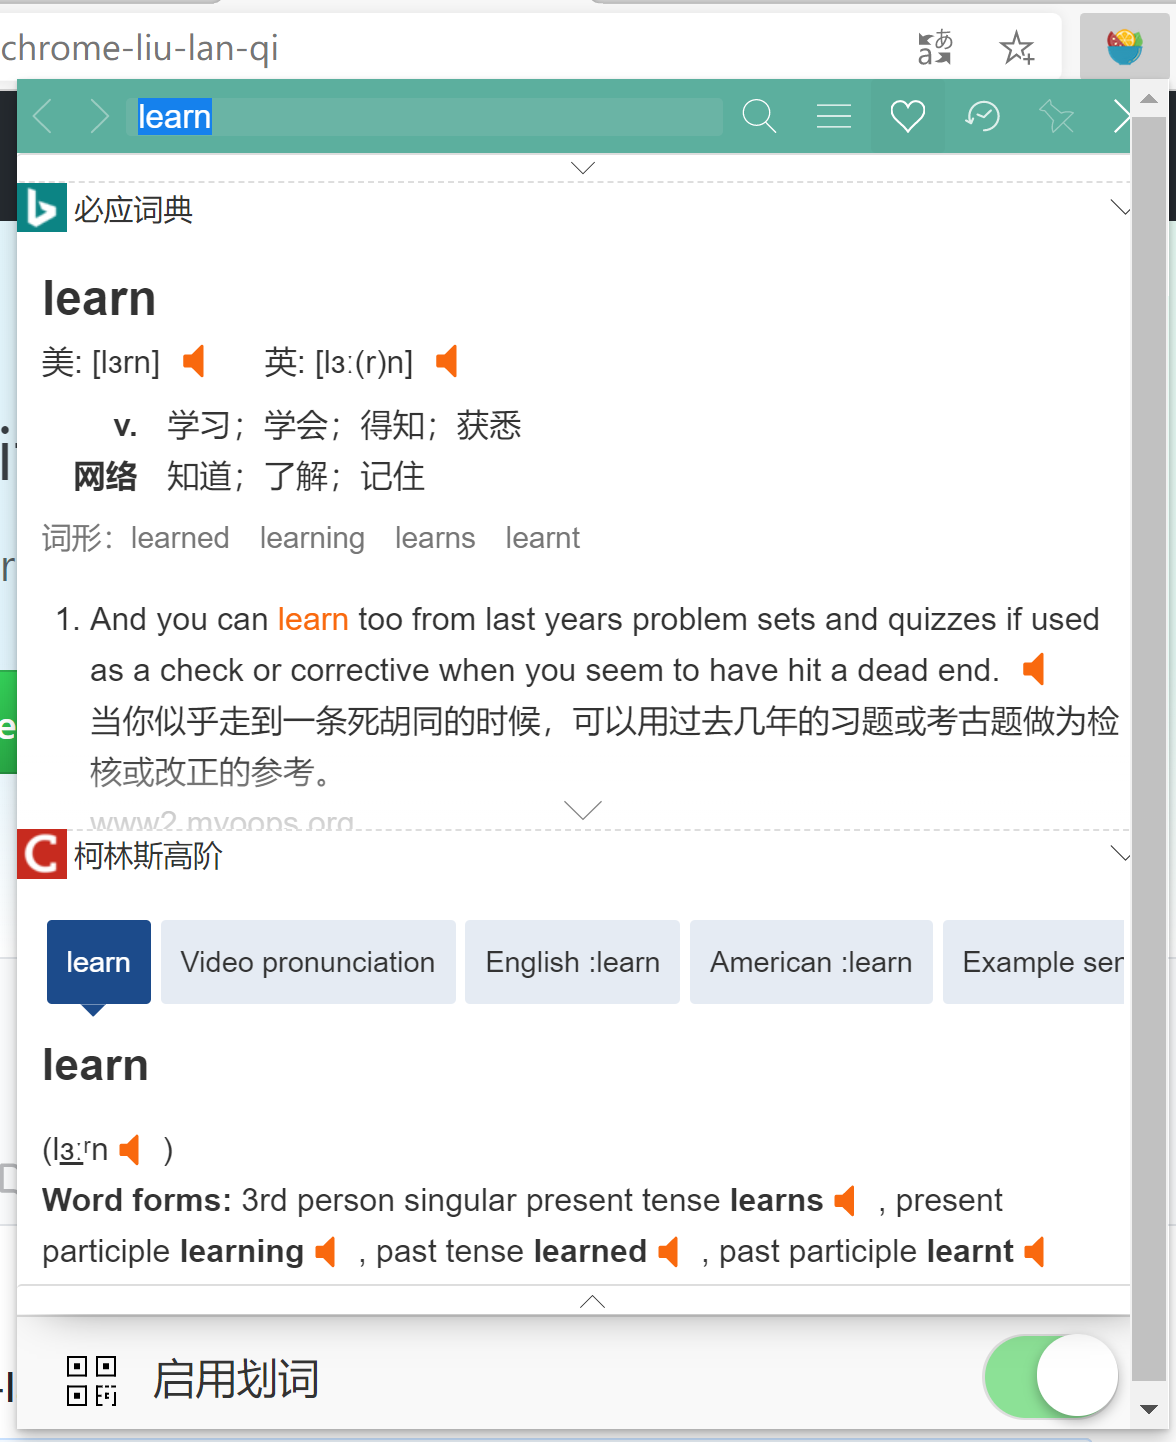 chrome-liu-lan-qi
learn
必应词典
learn
美: [lɜrn] 英: [lɜː(r)n]
v. 学习；学会；得知；获悉
网络 知道；了解；记住
词形： learned learning learns learnt
1. And you can learn too from last years problem sets and quizzes if used
as a check or corrective when you seem to have hit a dead end.
当你似乎走到一条死胡同的时候，可以用过去几年的习题或考古题做为检
核或改正的参考。
www2.myoops.org
柯林斯高阶
learn Video pronunciation English :learn American :learn Example sen
learn
(lɜːʳn )
Word forms: 3rd person singular present tense learns , present
participle learning , past tense learned , past participle learnt
启用划词